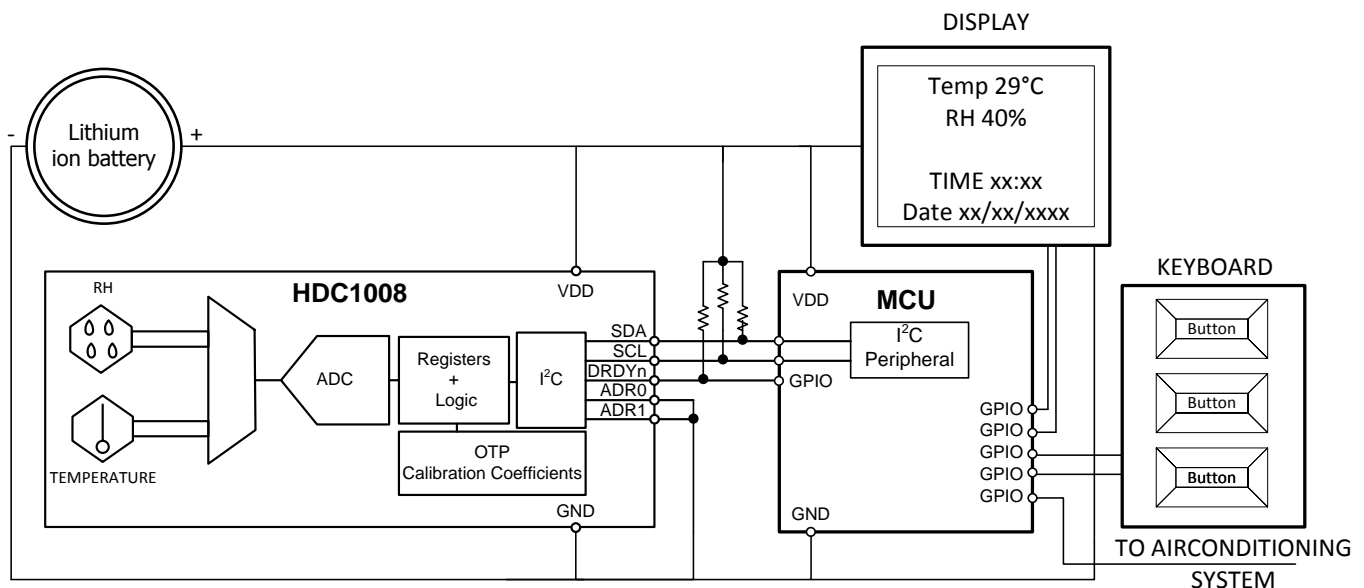 DISPLAY
Temp 29°C
RH 40%
TIME xx:xx
Date xx/xx/xxxx
-
Lithium
ion battery
+
HDC1008
RH
TEMPERATURE
ADC
Registers
+
Logic
OTP
Calibration Coefficients
I²C
VDD
SDA
SCL
DRDYn
ADR0
ADR1
GND
MCU
VDD
I²C
Peripheral
GPIO
GND
GPIO
GPIO
GPIO
GPIO
GPIO
KEYBOARD
Button
Button
Button
TO AIRCONDITIONING
SYSTEM